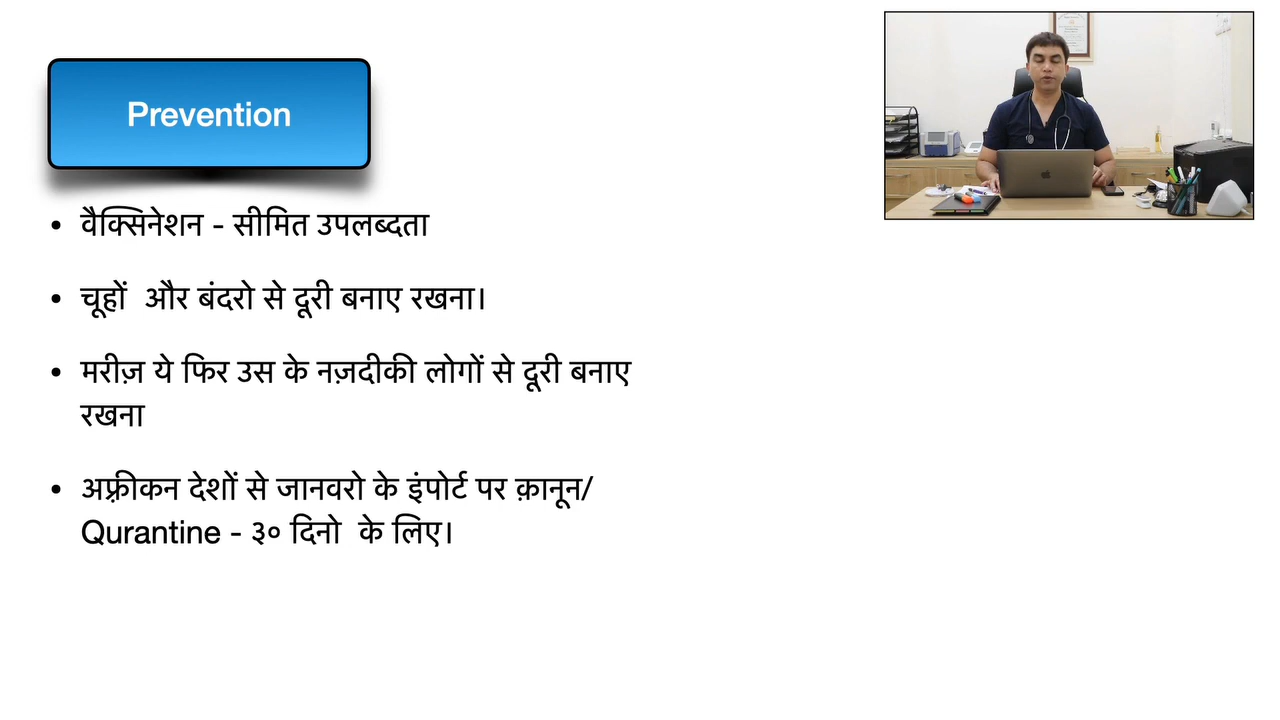 Prevention
• वैक्सिनेशन - सीमित उपलब्दता
• चूहों  और बंदरो से दूरी बनाए रखना।
• मरीज़ ये फिर उस के नज़दीकी लोगों से दूरी बनाए
रखना
• अफ़्रीकन देशों से जानवरो के इंपोर्ट पर क़ानून/
Qurantine - ३० दिनो  के लिए।